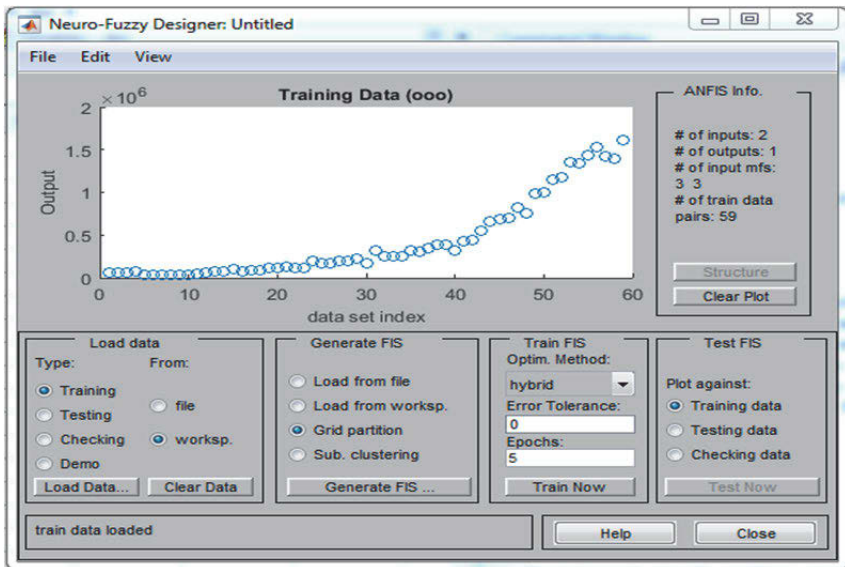 Neuro-Fuzzy Designer: Untitled
File Edit View
Training Data (ooo)
× 10⁶
2
1.5
1
0.5
0
Output
0 10 20 30 40 50 60
data set index
ANFIS Info.
# of inputs: 2
# of outputs: 1
# of input mfs:
3 3
# of train data
pairs: 59
Structure
Clear Plot
Load data
Type: From:
Training
Testing
Checking
Demo
file
worksp.
Load Data... Clear Data
Generate FIS
Load from file
Load from worksp.
Grid partition
Sub. clustering
Generate FIS ...
Train FIS
Optim. Method:
hybrid
Error Tolerance:
0
Epochs:
5
Train Now
Test FIS
Plot against:
Training data
Testing data
Checking data
Test Now
train data loaded
Help Close